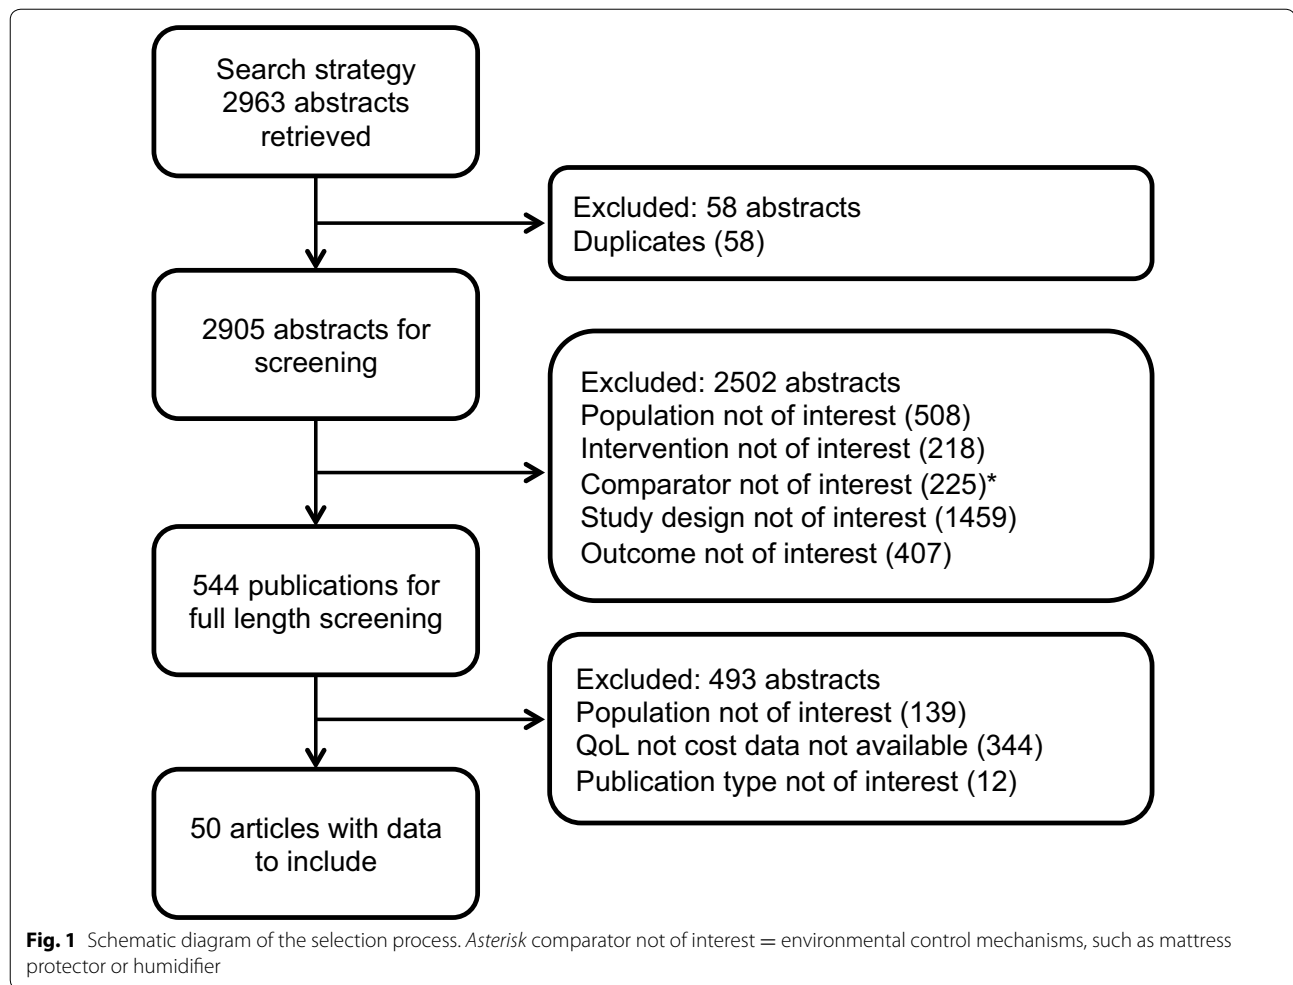 Search strategy
2963 abstracts
retrieved
Excluded: 58 abstracts
Duplicates (58)
2905 abstracts for
screening
Excluded: 2502 abstracts
Population not of interest (508)
Intervention not of interest (218)
Comparator not of interest (225)*
Study design not of interest (1459)
Outcome not of interest (407)
544 publications for
full length screening
Excluded: 493 abstracts
Population not of interest (139)
QoL not cost data not available (344)
Publication type not of interest (12)
50 articles with data
to include
Fig. 1 Schematic diagram of the selection process. Asterisk comparator not of interest = environmental control mechanisms, such as mattress
protector or humidifier